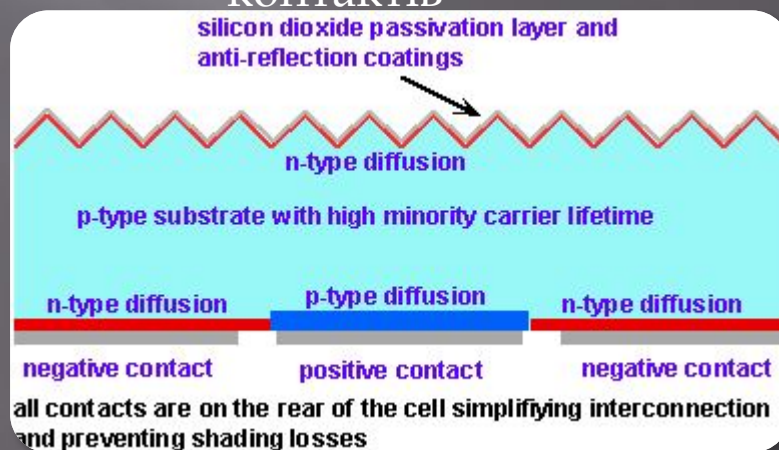 контактів
silicon dioxide passivation layer and
anti-reflection coatings
n-type diffusion
p-type substrate with high minority carrier lifetime
n-type diffusion p-type diffusion n-type diffusion
negative contact positive contact negative contact
all contacts are on the rear of the cell simplifying interconnection
and preventing shading losses